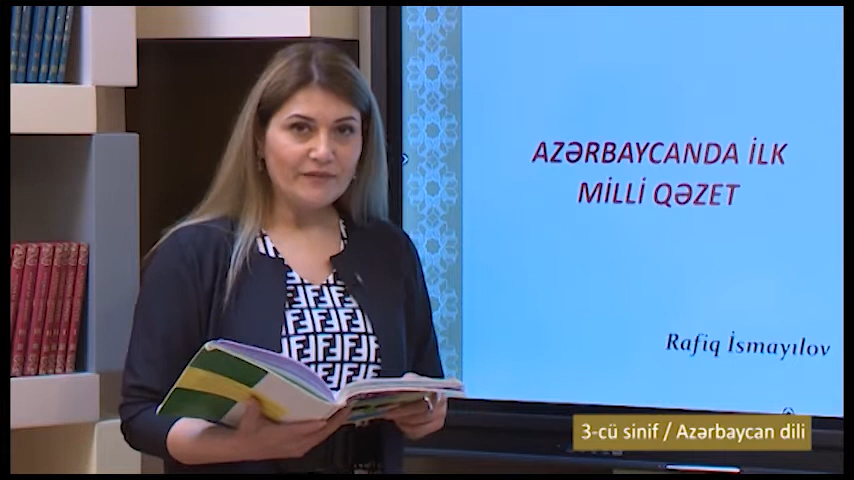 AZƏRBAYCANDA İLK
MİLLİ QƏZET
Rafiq İsmayılov
3-cü sinif / Azərbaycan dili